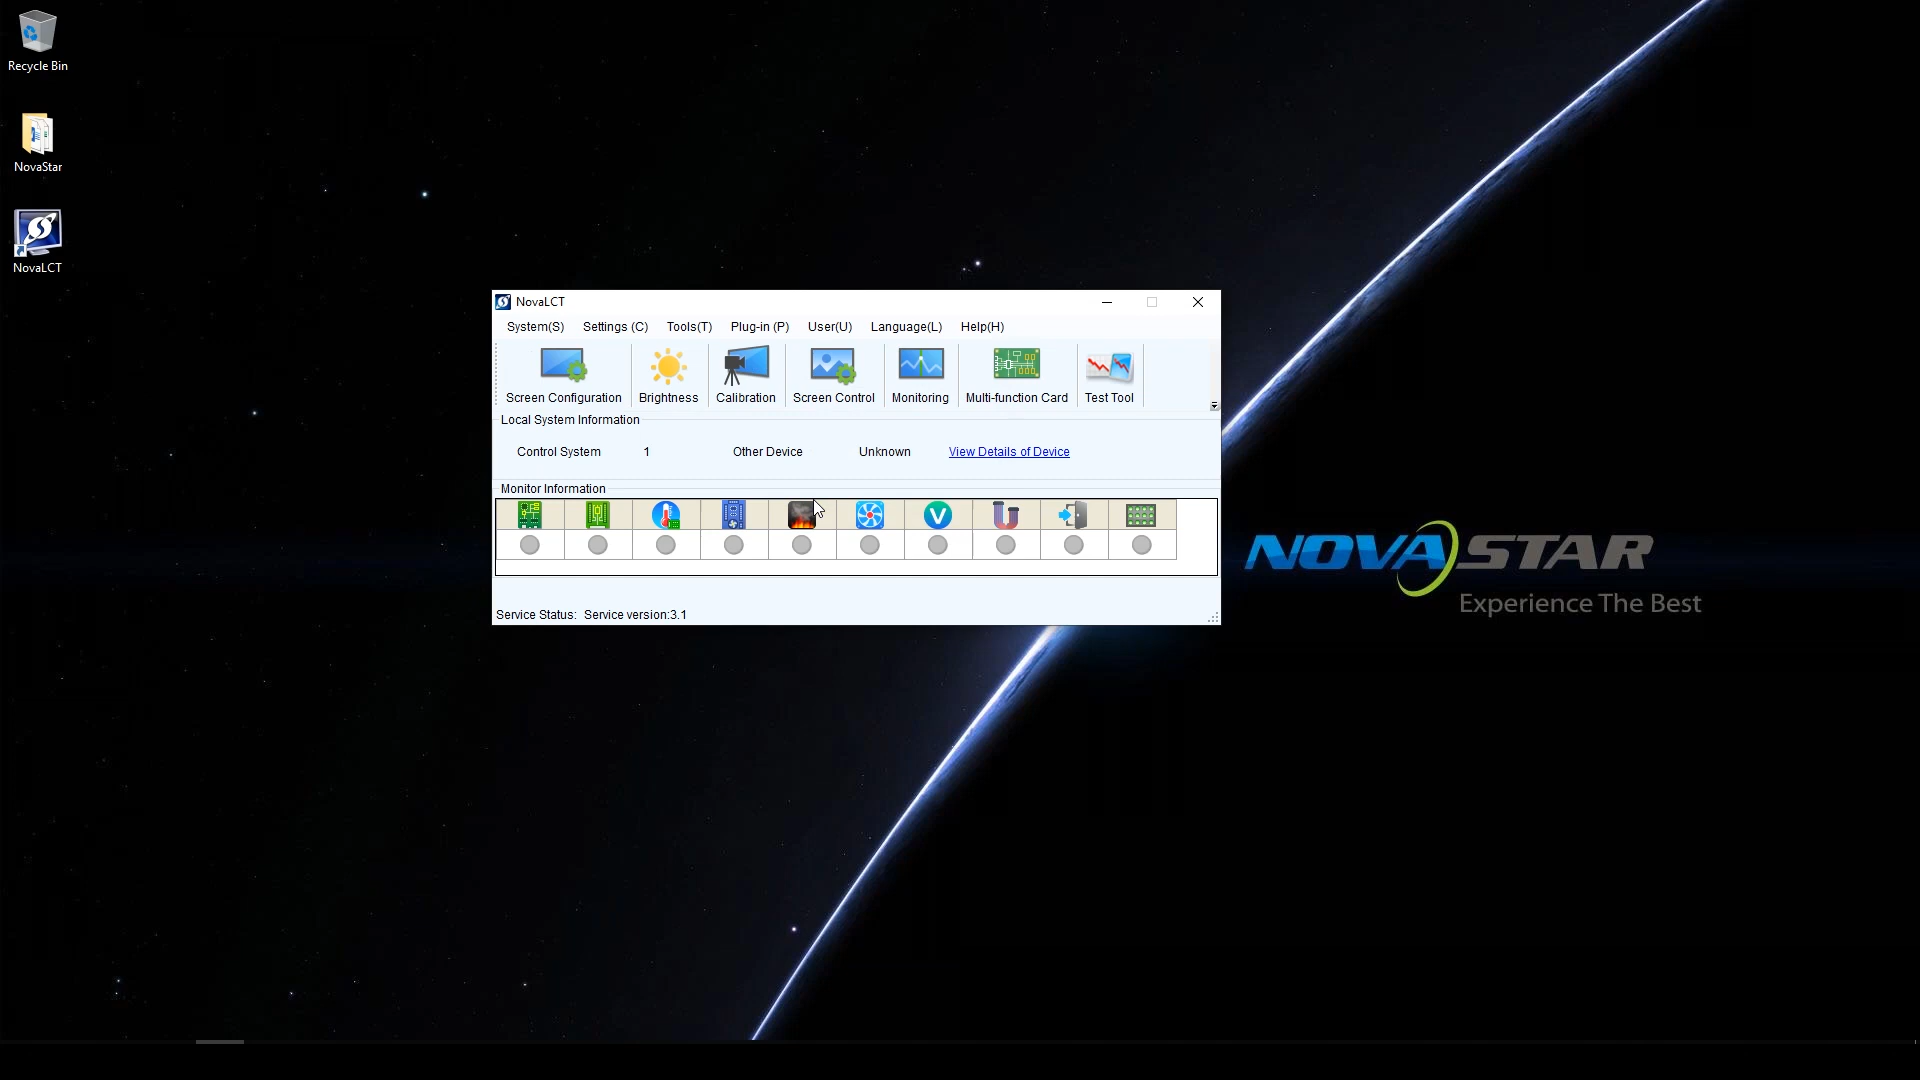 Recycle Bin
NovaStar
NovaLCT
NovaLCT
System(S) Settings (C) Tools(T) Plug-in (P) User(U) Language(L) Help(H)
Screen Configuration Brightness Calibration Screen Control Monitoring Multi-function Card Test Tool
Local System Information
Control System 1 Other Device Unknown View Details of Device
Monitor Information
V
Service Status: Service version:3.1
NOVASTAR
Experience The Best